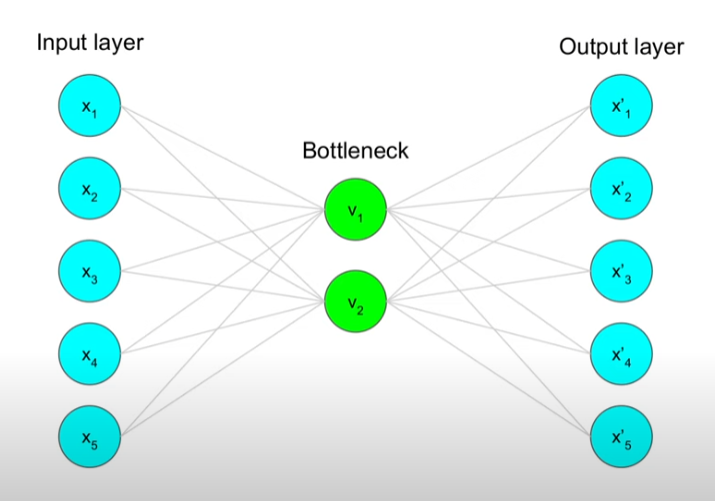 Input layer
Output layer
Bottleneck
x₁
x₂
x₃
x₄
x₅
v₁
v₂
x'₁
x'₂
x'₃
x'₄
x'₅